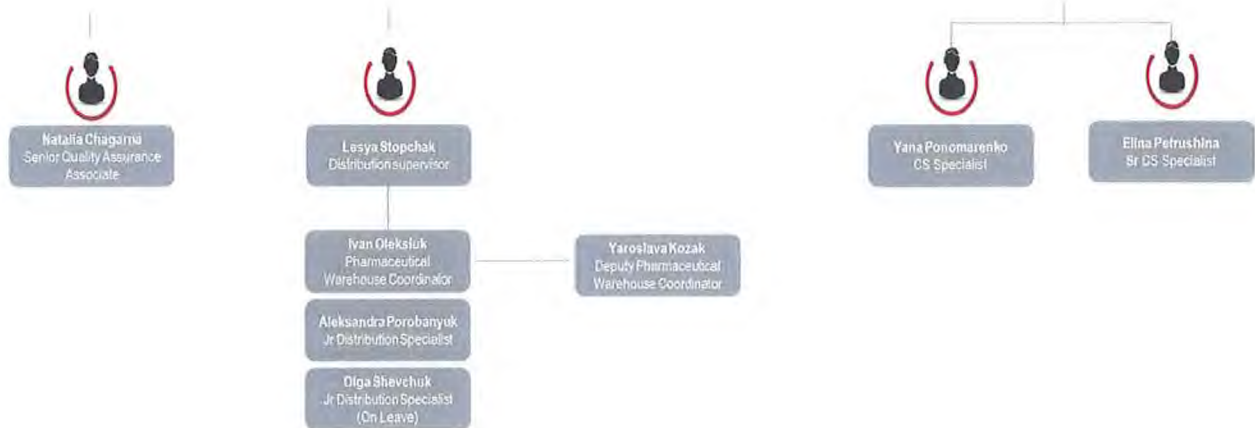 Natalia Chagarna
Senior Quality Assurance
Associate
Lesya Stopchak
Distribution supervisor
Ivan Oleksiuk
Pharmaceutical
Warehouse Coordinator
Yaroslava Kozak
Deputy Pharmaceutical
Warehouse Coordinator
Aleksandra Porobanyuk
Jr Distribution Specialist
Olga Shevchuk
Jr Distribution Specialist
(On Leave)
Yana Ponomarenko
CS Specialist
Elina Petrushina
Sr CS Specialist